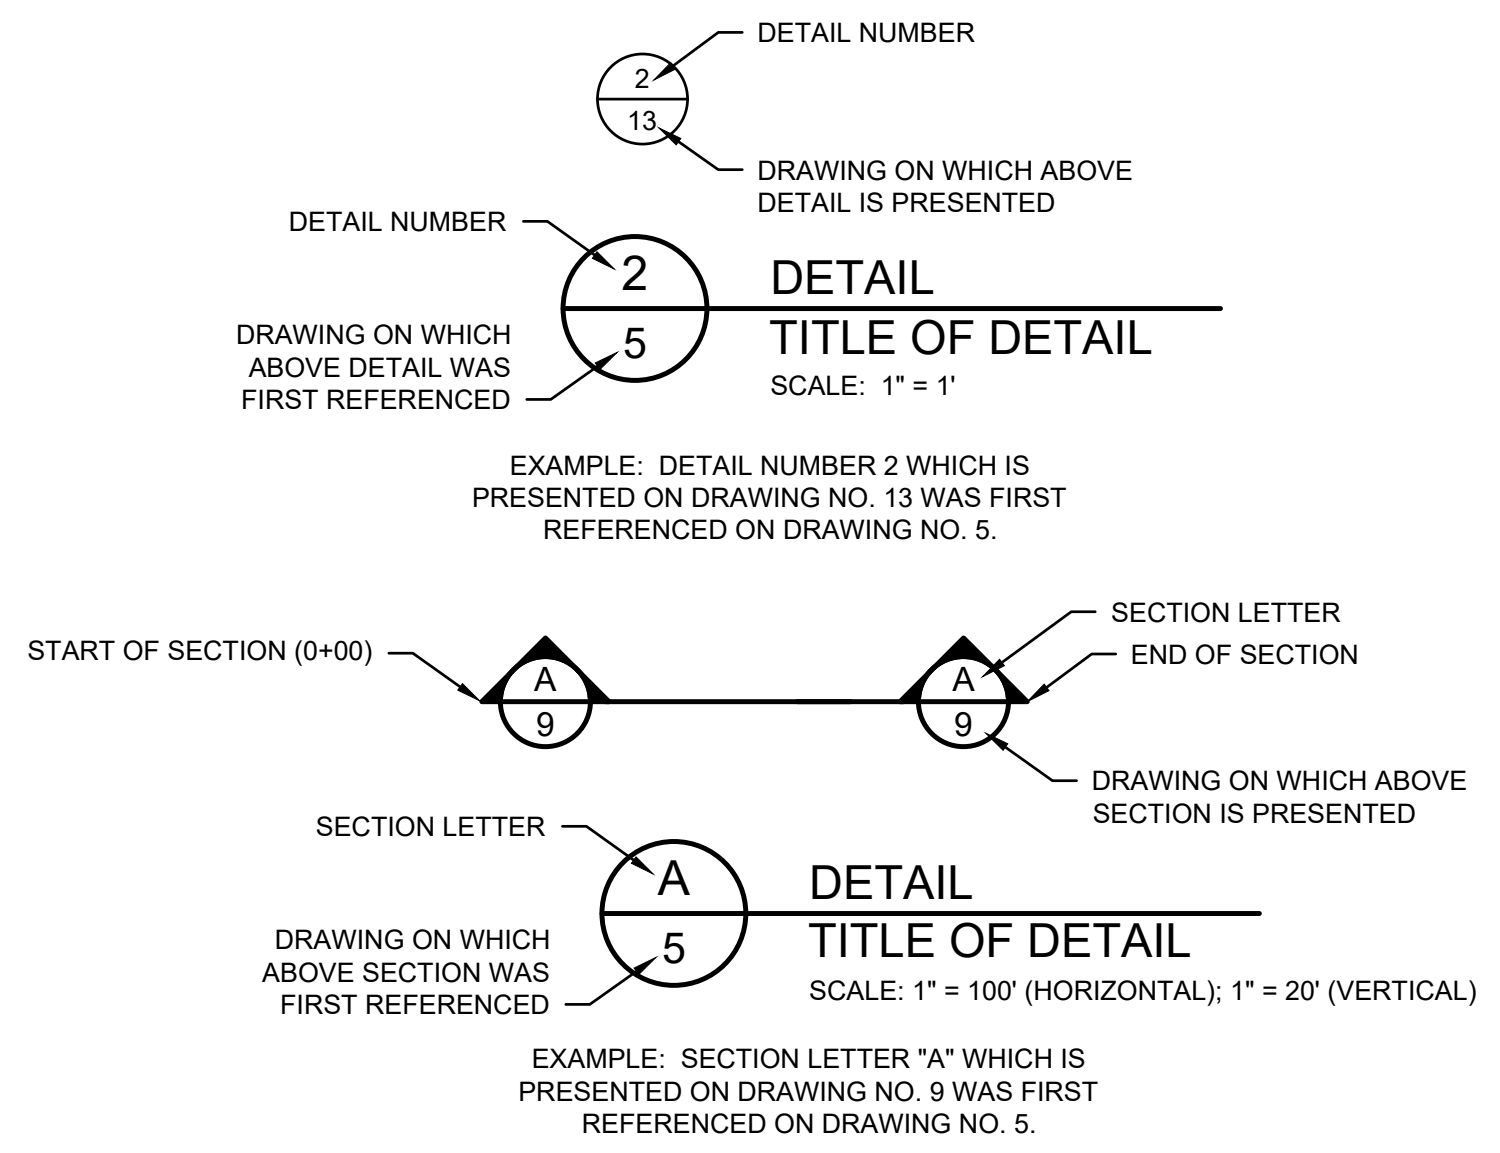 DETAIL NUMBER
2
13
DRAWING ON WHICH ABOVE
DETAIL IS PRESENTED
DETAIL NUMBER
2
5
DRAWING ON WHICH
ABOVE DETAIL WAS
FIRST REFERENCED
DETAIL
TITLE OF DETAIL
SCALE: 1" = 1'
EXAMPLE: DETAIL NUMBER 2 WHICH IS
PRESENTED ON DRAWING NO. 13 WAS FIRST
REFERENCED ON DRAWING NO. 5.
START OF SECTION (0+00)
A
9
A
9
SECTION LETTER
END OF SECTION
DRAWING ON WHICH ABOVE
SECTION IS PRESENTED
SECTION LETTER
A
5
DRAWING ON WHICH
ABOVE SECTION WAS
FIRST REFERENCED
DETAIL
TITLE OF DETAIL
SCALE: 1" = 100' (HORIZONTAL); 1" = 20' (VERTICAL)
EXAMPLE: SECTION LETTER "A" WHICH IS
PRESENTED ON DRAWING NO. 9 WAS FIRST
REFERENCED ON DRAWING NO. 5.